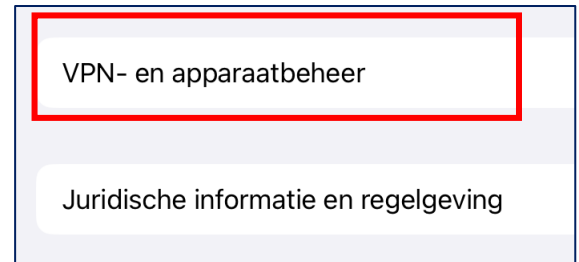 VPN- en apparaatbeheer
Juridische informatie en regelgeving